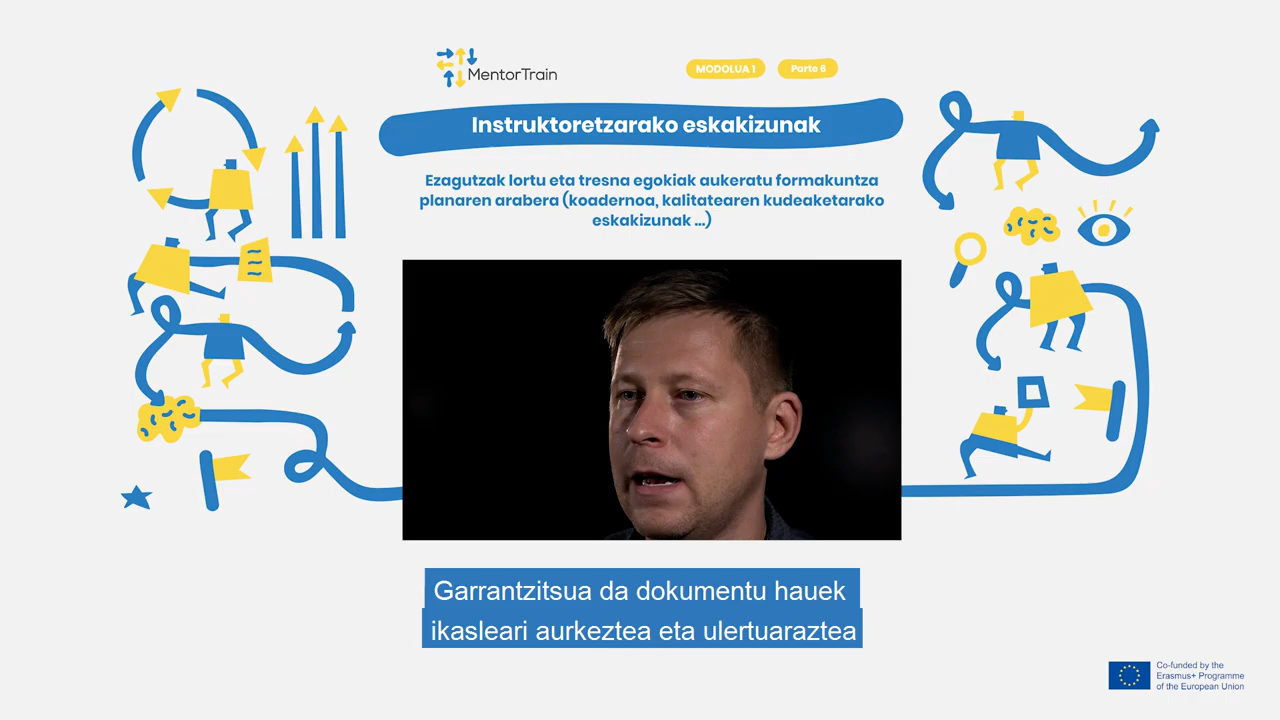 MentorTrain
MODOLUA 1
Parte 6
Instruktoretzarako eskakizunak
Ezagutzak lortu eta tresna egokiak aukeratu formakuntza
planaren arabera (koadernoa, kalitatearen kudeaketarako
eskakizunak ...)
Garrantzitsua da dokumentu hauek
ikasleari aurkeztea eta ulertuaraztea
Co-funded by the
Erasmus+ Programme
of the European Union